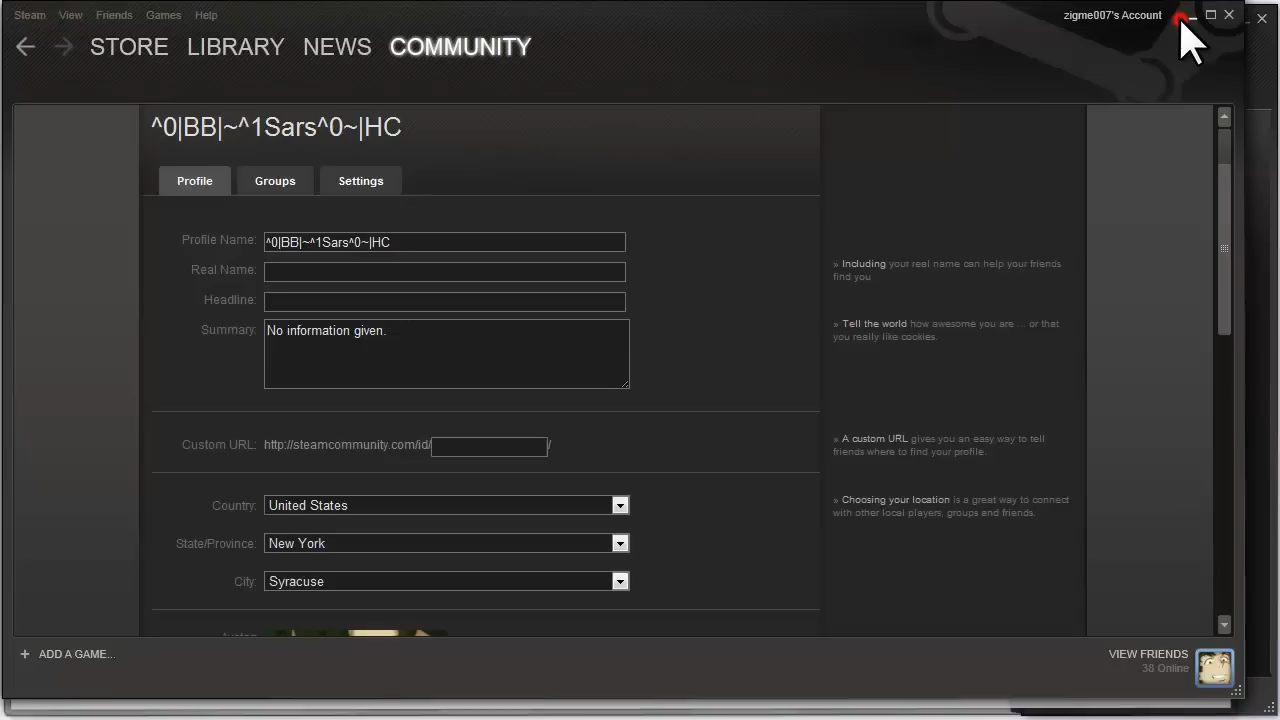 Steam View Friends Games Help zigme007's Account
STORE LIBRARY NEWS COMMUNITY
^0|BB|~^1Sars^0~|HC
Profile Groups Settings
Profile Name: ^0|BB|~^1Sars^0~|HC
Real Name:
» Including your real name can help your friends
find you
Headline:
Summary: No information given.
» Tell the world how awesome you are ... or that
you really like cookies.
Custom URL: http://steamcommunity.com/id/ /
» A custom URL gives you an easy way to tell
friends where to find your profile.
Country: United States
» Choosing your location is a great way to connect
with other local players, groups and friends.
State/Province: New York
City: Syracuse
Avatar
+ ADD A GAME...
VIEW FRIENDS
38 Online